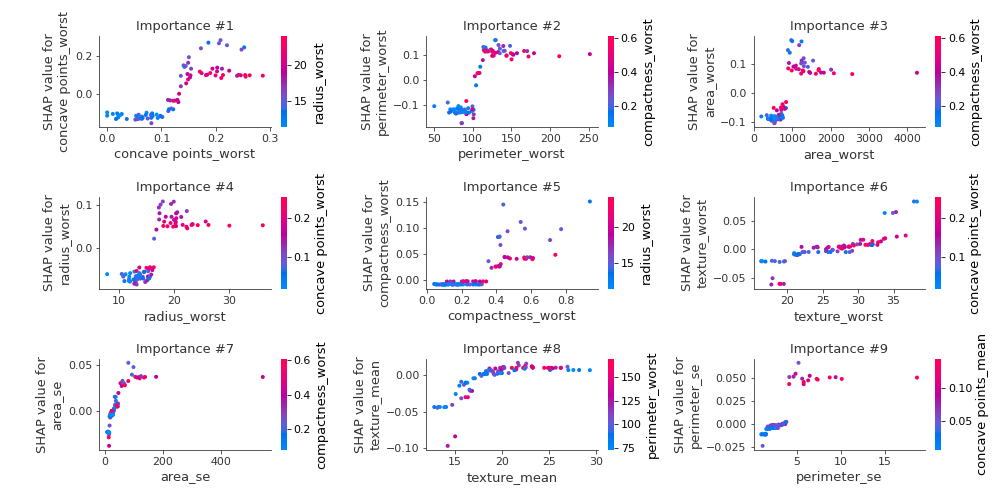 Importance #1
SHAP value for
concave points_worst
0.2
0.0
0.0
0.1
0.2
0.3
concave points_worst
20
15
radius_worst
Importance #2
SHAP value for
perimeter_worst
0.1
0.0
−0.1
50
100
150
200
250
perimeter_worst
0.6
0.4
0.2
compactness_worst
Importance #3
SHAP value for
area_worst
0.1
0.0
−0.1
0
1000
2000
3000
4000
area_worst
0.6
0.4
0.2
compactness_worst
Importance #4
SHAP value for
radius_worst
0.1
0.0
10
20
30
radius_worst
0.2
0.1
concave points_worst
Importance #5
SHAP value for
compactness_worst
0.15
0.10
0.05
0.00
0.0
0.2
0.4
0.6
0.8
compactness_worst
20
15
radius_worst
Importance #6
SHAP value for
texture_worst
0.05
0.00
−0.05
20
25
30
35
texture_worst
0.2
0.1
concave points_worst
Importance #7
SHAP value for
area_se
0.05
0.00
0
200
400
area_se
0.6
0.4
0.2
compactness_worst
Importance #8
SHAP value for
texture_mean
0.00
−0.05
−0.10
15
20
25
30
texture_mean
150
125
100
75
perimeter_worst
Importance #9
SHAP value for
perimeter_se
0.050
0.025
0.000
−0.025
5
10
15
perimeter_se
0.10
0.05
concave points_mean